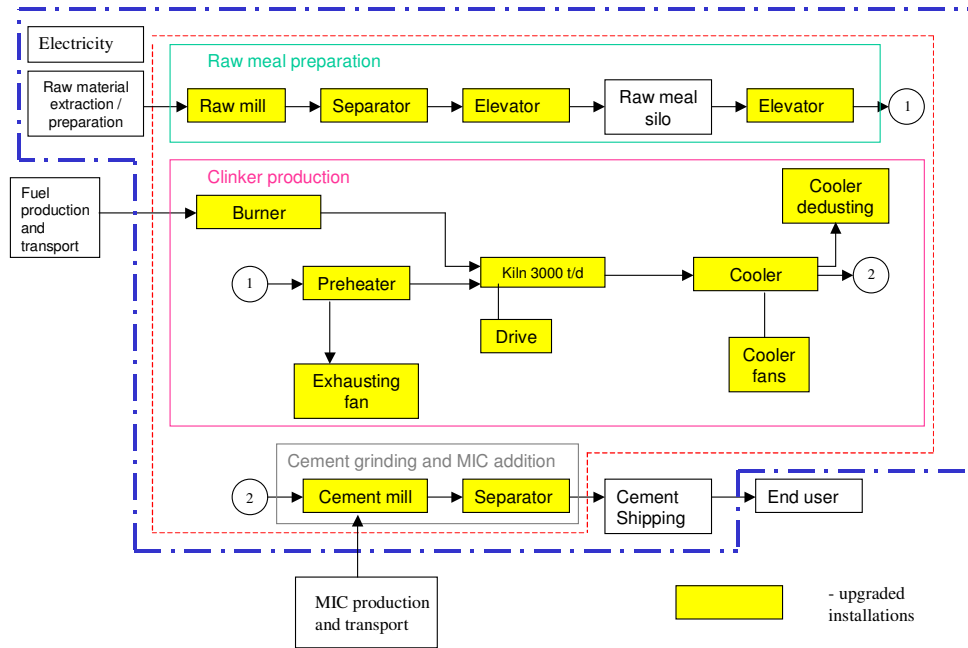 Electricity
Raw material
extraction /
preparation
Raw meal preparation
Raw mill
Separator
Elevator
Raw meal
silo
Elevator
1
Clinker production
Fuel
production
and
transport
Burner
Cooler
dedusting
1
Preheater
Kiln 3000 t/d
Cooler
2
Drive
Exhausting
fan
Cooler
fans
Cement grinding and MIC addition
2
Cement mill
Separator
Cement
Shipping
End user
MIC production
and transport
- upgraded
installations